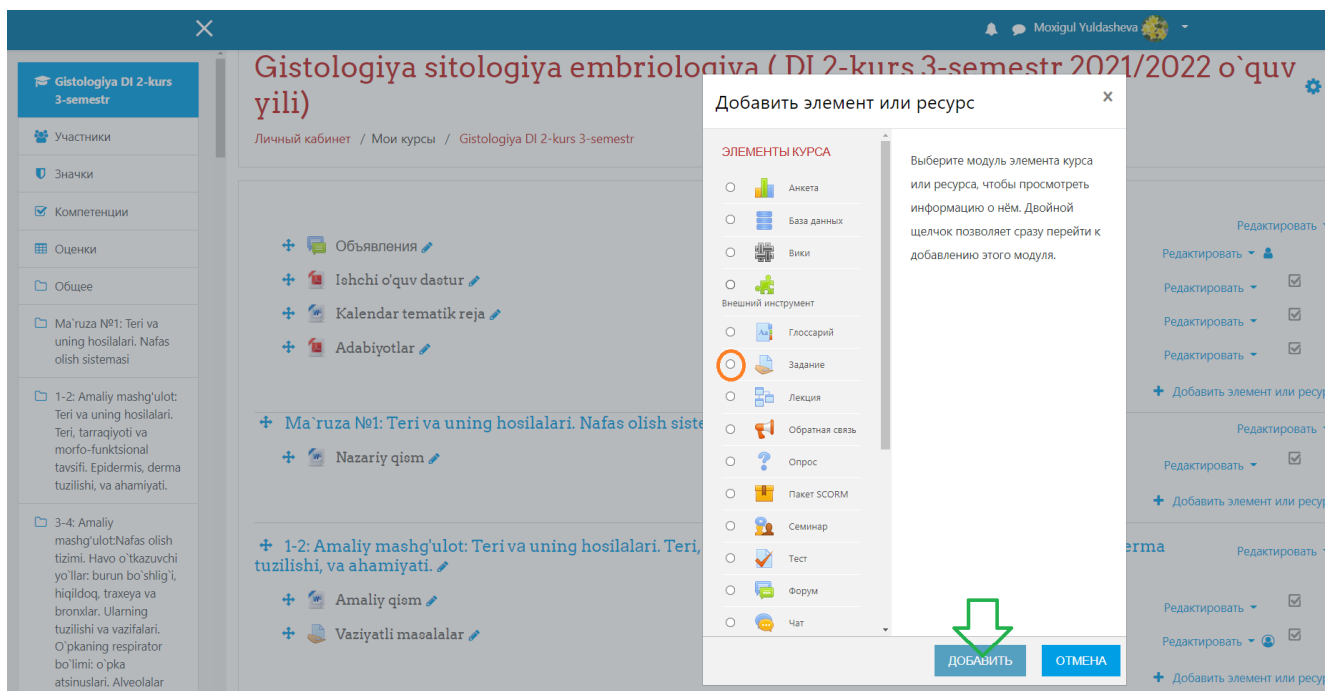 Moxigul Yuldasheva
Gistologiya DI 2-kurs
3-semestr
Участники
Значки
Компетенции
Оценки
Общее
Ma`ruza №1: Teri va
uning hosilalari. Nafas
olish sistemasi
1-2: Amaliy mashg'ulot:
Teri va uning hosilalari.
Teri, tarraqiyoti va
morfo-funktsional
tavsifi. Epidermis, derma
tuzilishi, va ahamiyati.
3-4: Amaliy
mashg'ulot:Nafas olish
tizimi. Havo o`tkazuvchi
yo`llar: burun bo`shlig`i,
hiqildoq, traxeya va
bronxlar. Ularning
tuzilishi va vazifalari.
O`pkaning respirator
bo`limi: o`pka
atsinuslari. Alveolalar
Gistologiya sitologiya embriologiya ( DI 2-kurs 3-semestr 2021/2022 o`quv
yili)
Личный кабинет / Мои курсы / Gistologiya DI 2-kurs 3-semestr
Редактировать
Объявления
Редактировать
Ishchi o'quv dastur
Редактировать
Kalendar tematik reja
Редактировать
Adabiyotlar
Редактировать
Добавить элемент или ресур
Ma`ruza №1: Teri va uning hosilalari. Nafas olish siste
Редактировать
Nazariy qism
Редактировать
Добавить элемент или ресур
1-2: Amaliy mashg'ulot: Teri va uning hosilalari. Teri,
erma
Редактировать
tuzilishi, va ahamiyati.
Amaliy qism
Редактировать
Vaziyatli masalalar
Редактировать
Добавить элемент или ресур
Добавить элемент или ресурс
ЭЛЕМЕНТЫ КУРСА
Анкета
База данных
Вики
Внешний инструмент
Глоссарий
Задание
Лекция
Обратная связь
Опрос
Пакет SCORM
Семинар
Тест
Форум
Чат
Выберите модуль элемента курса
или ресурса, чтобы просмотреть
информацию о нём. Двойной
щелчок позволяет сразу перейти к
добавлению этого модуля.
ДОБАВИТЬ
ОТМЕНА